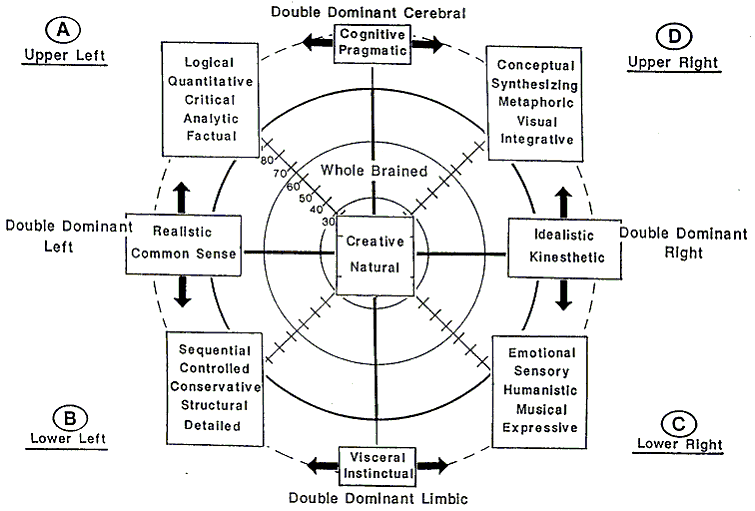 Double Dominant Cerebral
A
Upper Left
Cognitive
Pragmatic
D
Upper Right
Logical
Quantitative
Critical
Analytic
Factual
Conceptual
Synthesizing
Metaphoric
Visual
Integrative
80
70
60
50
40
30
Whole Brained
Double Dominant
Left
Realistic
Common Sense
Creative
Natural
Idealistic
Kinesthetic
Double Dominant
Right
Sequential
Controlled
Conservative
Structural
Detailed
Emotional
Sensory
Humanistic
Musical
Expressive
B
Lower Left
C
Lower Right
Visceral
Instinctual
Double Dominant Limbic